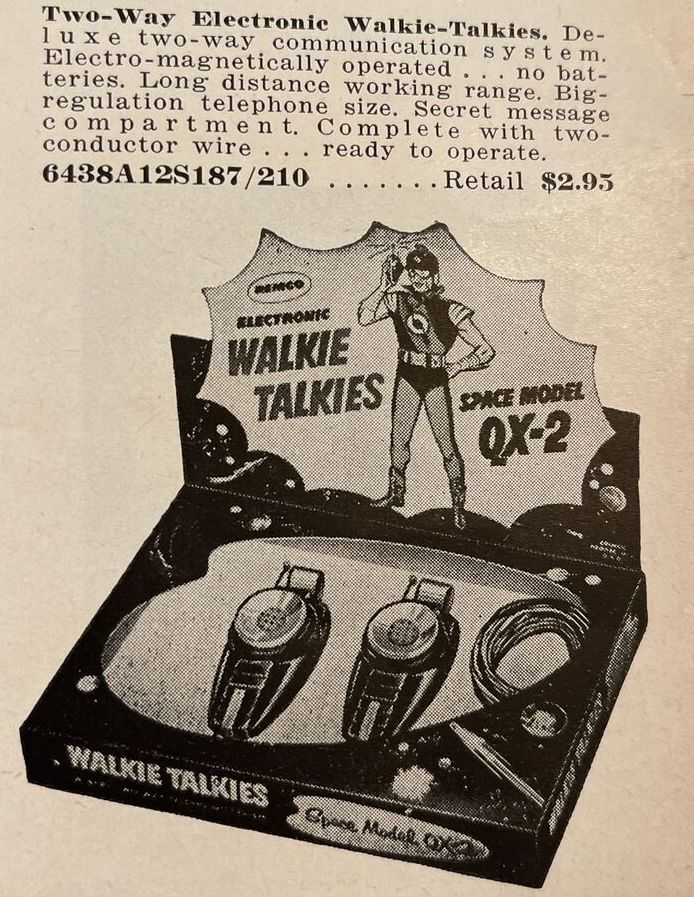 Two-Way Electronic Walkie-Talkies. De-
luxe two-way communication system.
Electro-magnetically operated . . . no bat-
teries. Long distance working range. Big-
regulation telephone size. Secret message
compartment. Complete with two-
conductor wire . . . ready to operate.
6438A12S187/210 . . . . . . . Retail $2.95
REMCO
ELECTRONIC
WALKIE
TALKIES
SPACE MODEL
QX-2
WALKIE TALKIES
Space Model QX-2